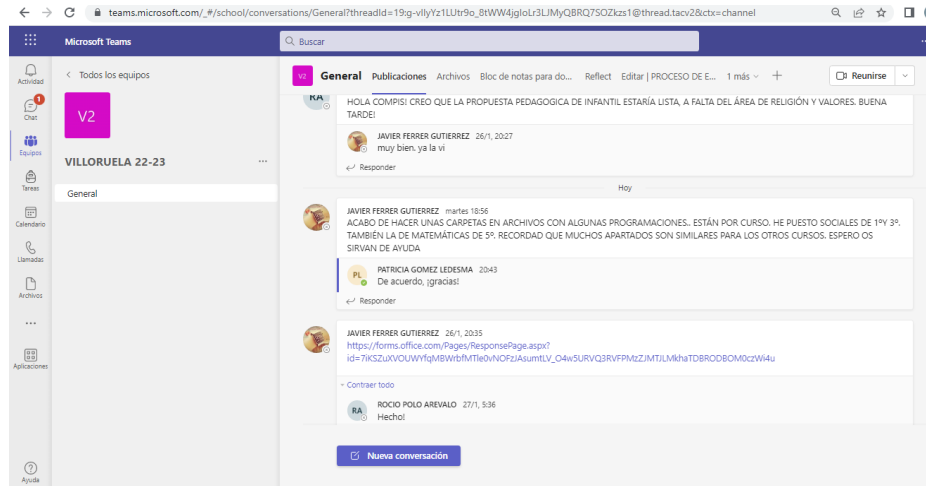 teams.microsoft.com/_#/school/conversations/General?threadId=19:g-vIIyYz1LUtr9o_8tWW4jgIoLr3LJMyQBRQ7SOZkzs1@thread.tacv2&ctx=channel
Microsoft Teams
Buscar
Actividad
Chat
1
Equipos
Tareas
Calendario
Llamadas
Archivos
Aplicaciones
Ayuda
Todos los equipos
V2
VILLORUELA 22-23
General
V2 General Publicaciones Archivos Bloc de notas para do... Reflect Editar | PROCESO DE E... 1 más
Reunirse
RA
HOLA COMPIS! CREO QUE LA PROPUESTA PEDAGOGICA DE INFANTIL ESTARÍA LISTA, A FALTA DEL ÁREA DE RELIGIÓN Y VALORES. BUENA
TARDE!
JAVIER FERRER GUTIERREZ 26/1, 20:27
muy bien. ya la vi
Responder
Hoy
JAVIER FERRER GUTIERREZ martes 18:56
ACABO DE HACER UNAS CARPETAS EN ARCHIVOS CON ALGUNAS PROGRAMACIONES.. ESTÁN POR CURSO. HE PUESTO SOCIALES DE 1ºY 3º.
TAMBIÉN LA DE MATEMÁTICAS DE 5º. RECORDAD QUE MUCHOS APARTADOS SON SIMILARES PARA LOS OTROS CURSOS. ESPERO OS
SIRVAN DE AYUDA
PL
PATRICIA GOMEZ LEDESMA 20:43
De acuerdo, ¡gracias!
Responder
JAVIER FERRER GUTIERREZ 26/1, 20:35
https://forms.office.com/Pages/ResponsePage.aspx?
id=7iKSZuXVOUWYfqMBWrbfMTle0vNOFzJAsumtLV_O4w5URVQ3RVFPMzZJMTJLMkhaTDBRODBOM0czWi4u
Contraer todo
RA
ROCIO POLO AREVALO 27/1, 5:36
Hecho!
Nueva conversación